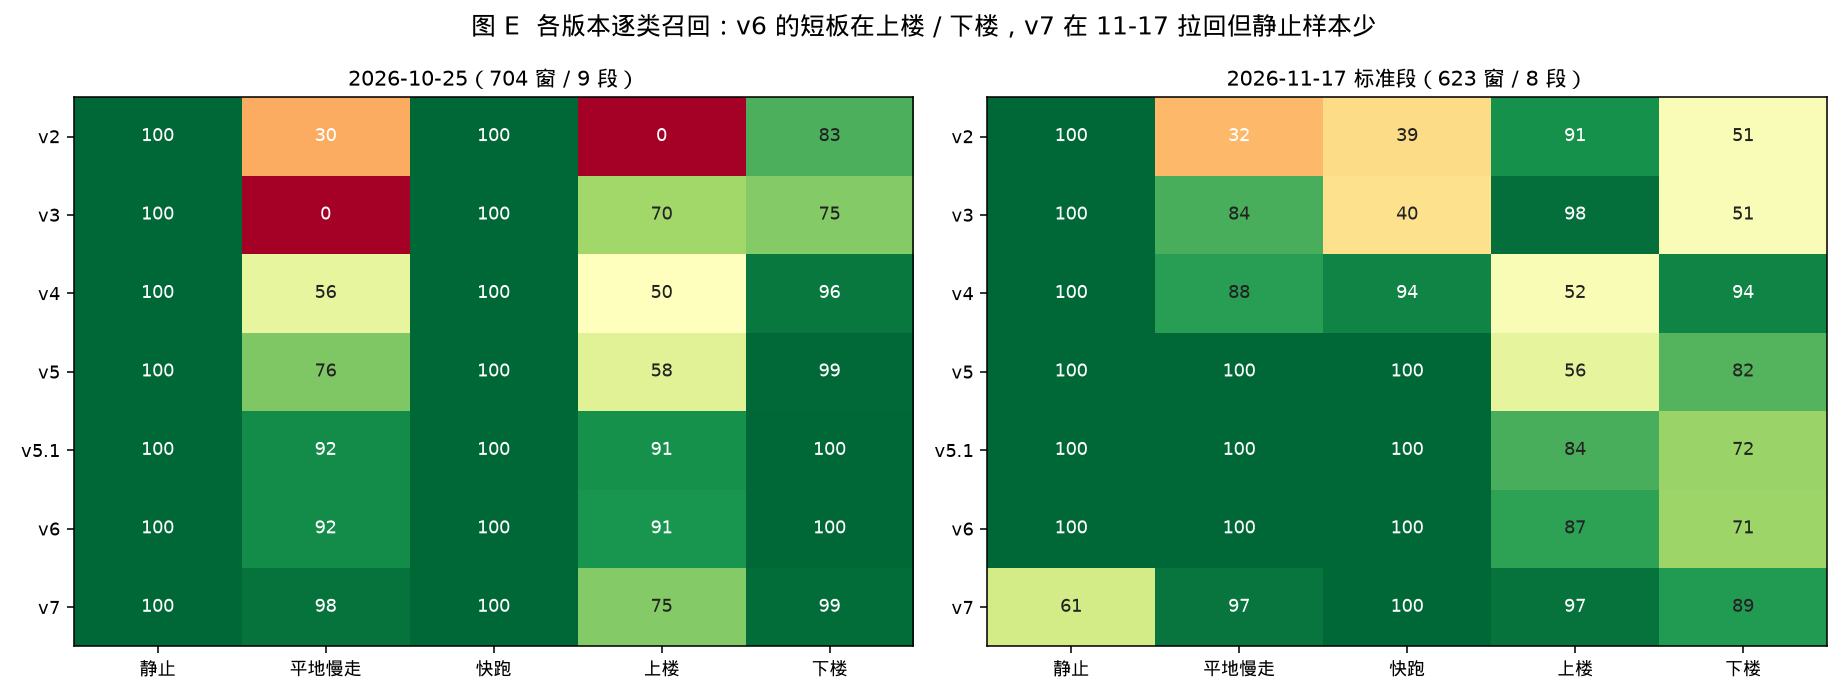 图 E  各版本逐类召回：v6 的短板在上楼 / 下楼，v7 在 11-17 拉回但静止样本少
2026-10-25（704 窗 / 9 段）
v2 100 30 100 0 83
v3 100 0 100 70 75
v4 100 56 100 50 96
v5 100 76 100 58 99
v5.1 100 92 100 91 100
v6 100 92 100 91 100
v7 100 98 100 75 99
静止 平地慢走 快跑 上楼 下楼
2026-11-17 标准段（623 窗 / 8 段）
v2 100 32 39 91 51
v3 100 84 40 98 51
v4 100 88 94 52 94
v5 100 100 100 56 82
v5.1 100 100 100 84 72
v6 100 100 100 87 71
v7 61 97 100 97 89
静止 平地慢走 快跑 上楼 下楼